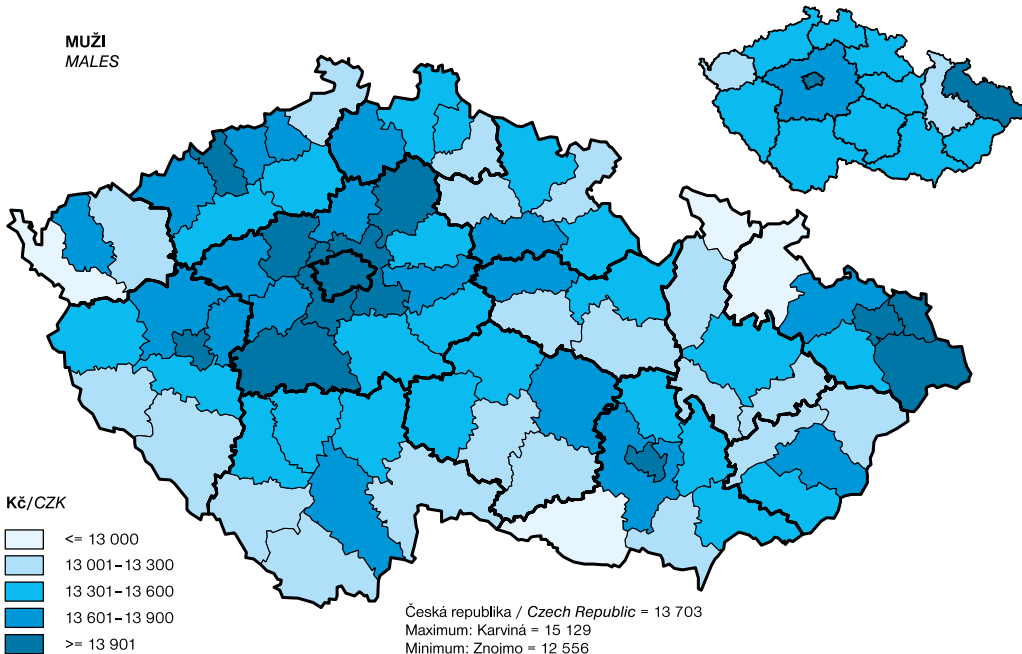 MUŽI
MALES
Kč/CZK
<= 13 000
13 001–13 300
13 301–13 600
13 601–13 900
>= 13 901
Česká republika / Czech Republic = 13 703
Maximum: Karviná = 15 129
Minimum: Znojmo = 12 556